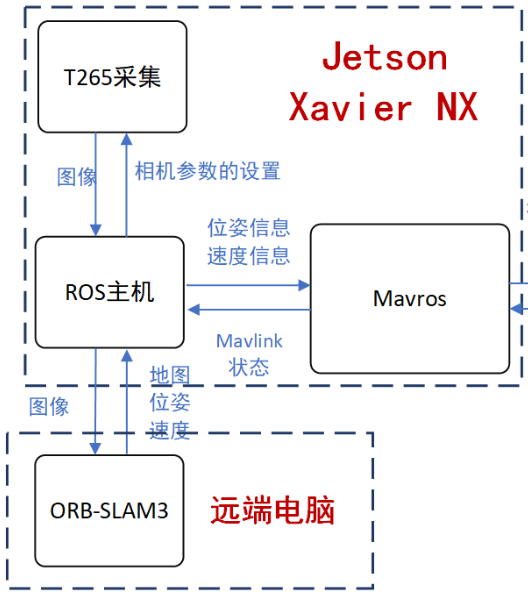 T265采集
Jetson
Xavier NX
图像
相机参数的设置
位姿信息
速度信息
ROS主机
Mavros
Mavlink
状态
地图
位姿
速度
图像
ORB-SLAM3
远端电脑